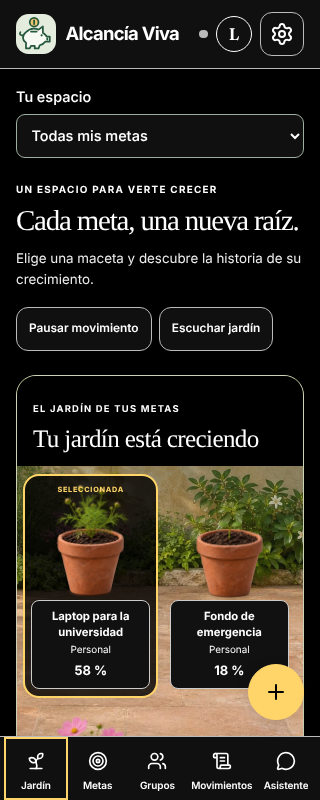 Alcancía Viva
L
Tu espacio
Todas mis metas
UN ESPACIO PARA VERTE CRECER
Cada meta, una nueva raíz.
Elige una maceta y descubre la historia de su
crecimiento.
Pausar movimiento
Escuchar jardín
EL JARDÍN DE TUS METAS
Tu jardín está creciendo
SELECCIONADA
Laptop para la
universidad
Personal
58 %
Fondo de
emergencia
Personal
18 %
Jardín
Metas
Grupos
Movimientos
Asistente